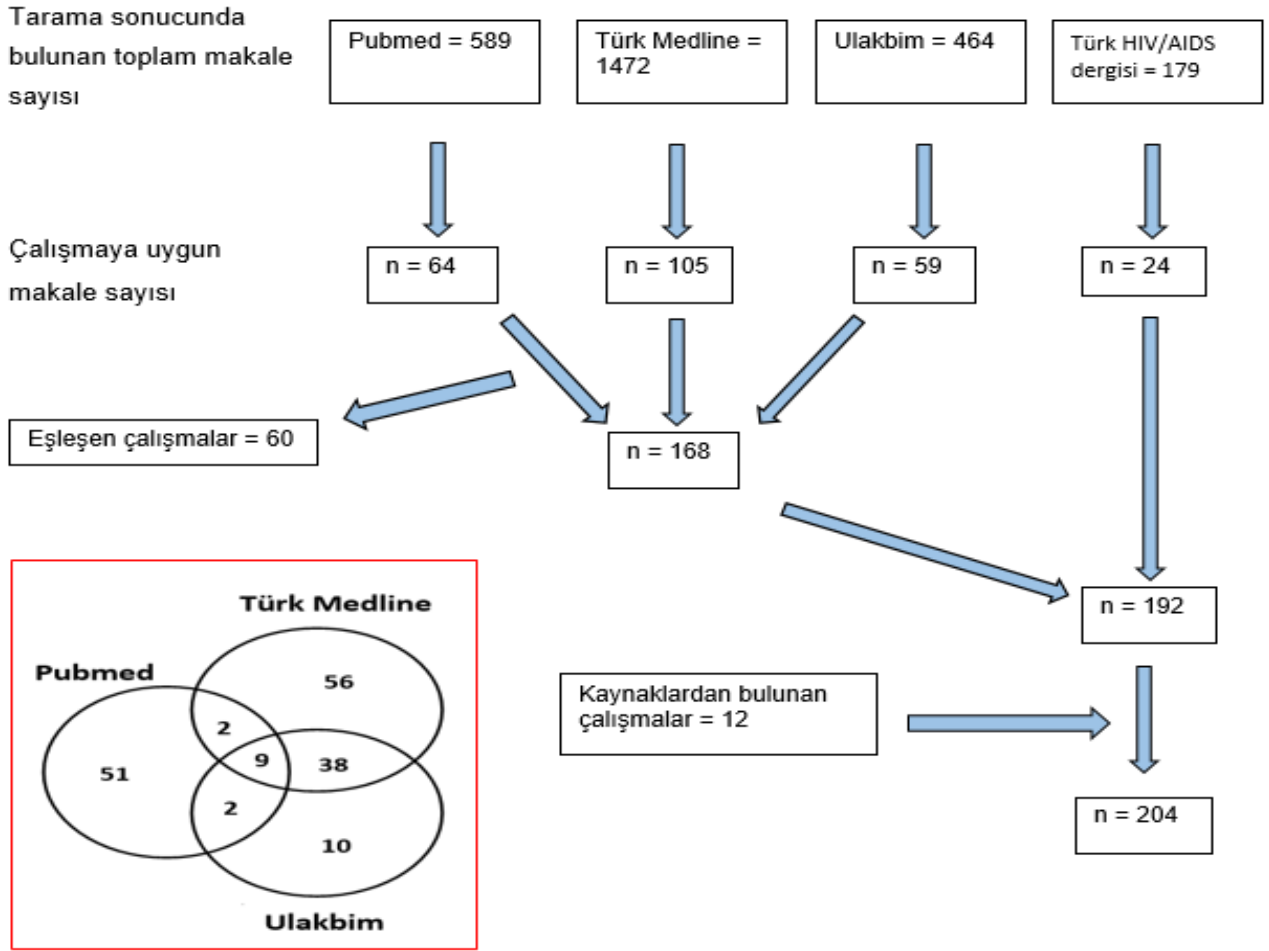 Tarama sonucunda
bulunan toplam makale
sayısı
Pubmed = 589
Türk Medline =
1472
Ulakbim = 464
Türk HIV/AIDS
dergisi = 179
Çalışmaya uygun
makale sayısı
n = 64
n = 105
n = 59
n = 24
Eşleşen çalışmalar = 60
n = 168
n = 192
Kaynaklardan bulunan
çalışmalar = 12
n = 204
Türk Medline
Pubmed
56
2
9
38
51
2
10
Ulakbim